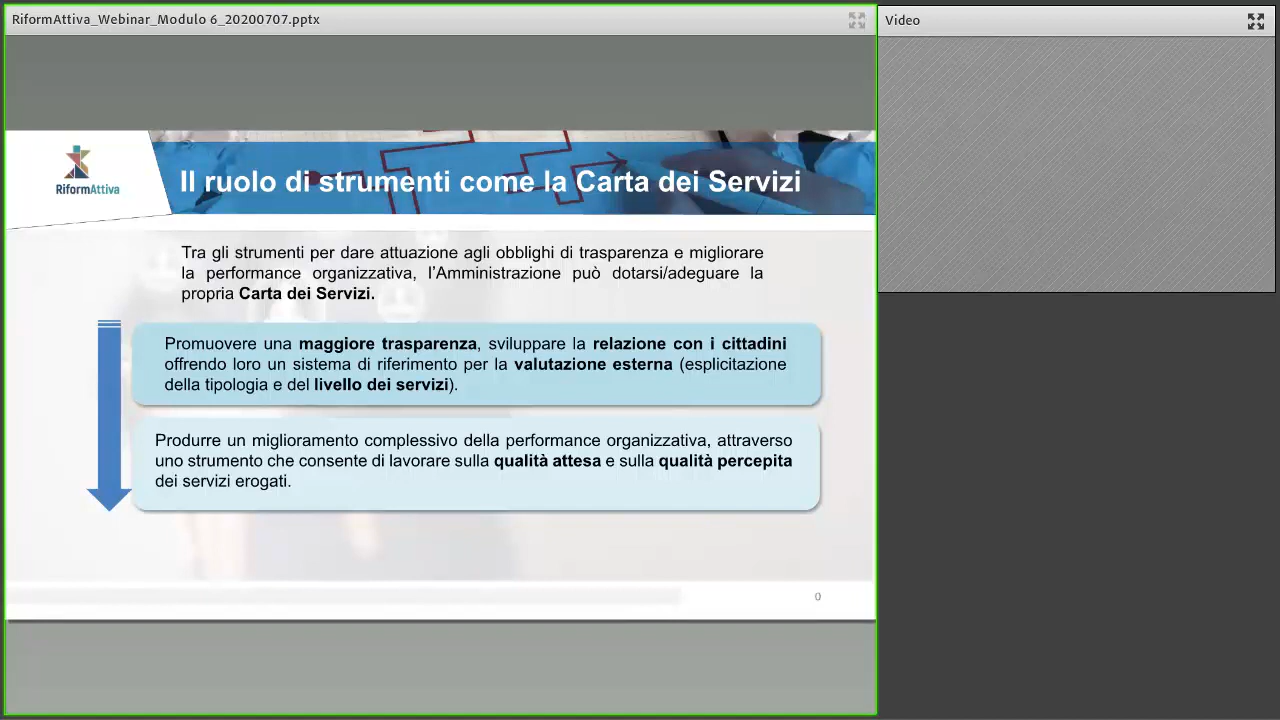 RiformAttiva_Webinar_Modulo 6_20200707.pptx
Video
RiformAttiva
Il ruolo di strumenti come la Carta dei Servizi
Tra gli strumenti per dare attuazione agli obblighi di trasparenza e migliorare
la performance organizzativa, l’Amministrazione può dotarsi/adeguare la
propria Carta dei Servizi.
Promuovere una maggiore trasparenza, sviluppare la relazione con i cittadini
offrendo loro un sistema di riferimento per la valutazione esterna (esplicitazione
della tipologia e del livello dei servizi).
Produrre un miglioramento complessivo della performance organizzativa, attraverso
uno strumento che consente di lavorare sulla qualità attesa e sulla qualità percepita
dei servizi erogati.
0